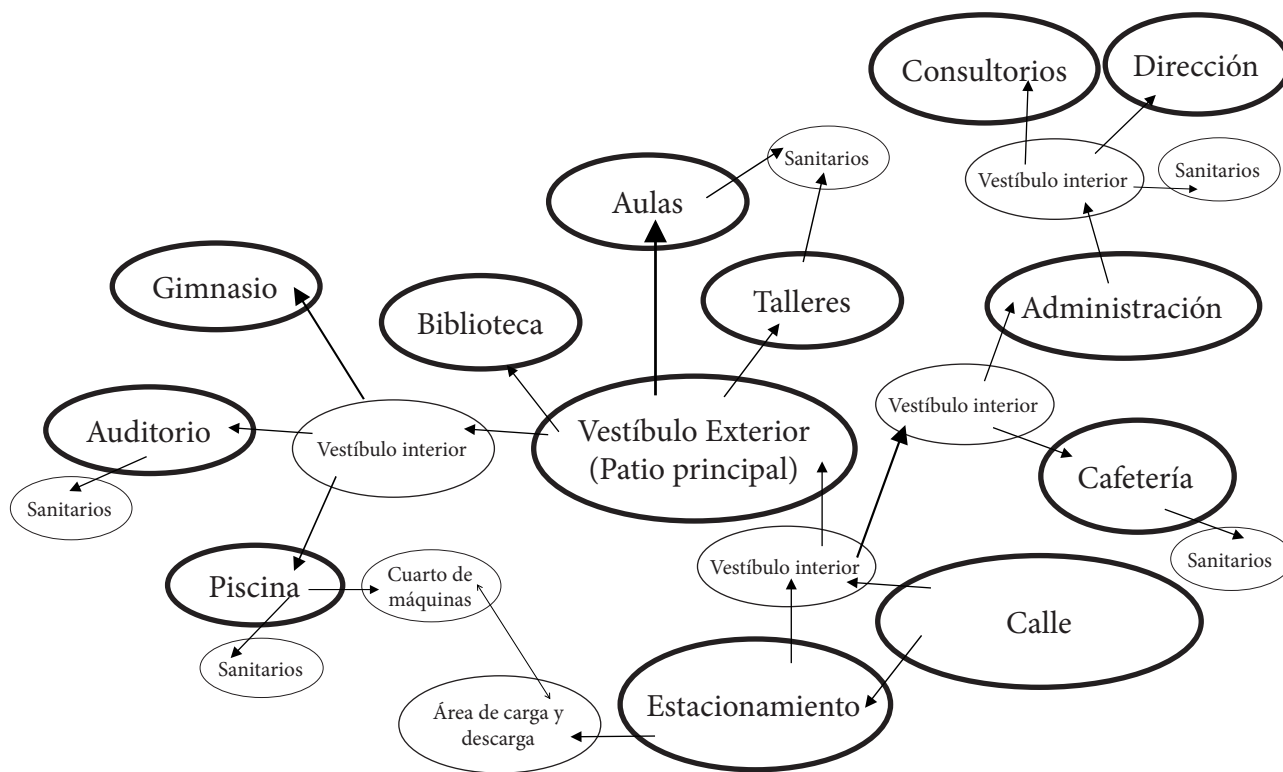 Consultorios
Dirección
Sanitarios
Vestíbulo interior
Sanitarios
Aulas
Gimnasio
Biblioteca
Talleres
Administración
Auditorio
Vestíbulo interior
Vestíbulo Exterior
(Patio principal)
Vestíbulo interior
Cafetería
Sanitarios
Sanitarios
Piscina
Cuarto de
máquinas
Vestíbulo interior
Calle
Sanitarios
Área de carga y
descarga
Estacionamiento